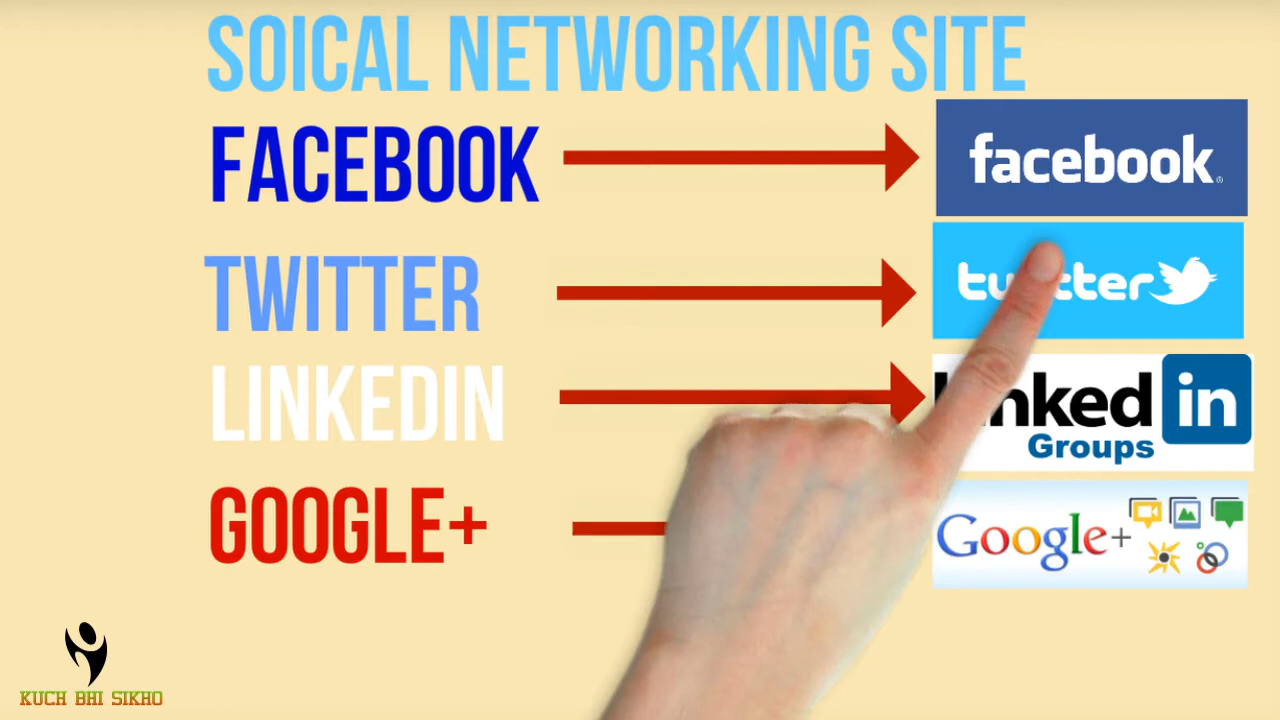 SOICAL NETWORKING SITE
FACEBOOK
facebook®
TWITTER
LINKEDIN
in
Groups
GOOGLE+
Google+
KUCH BHI SIKHO